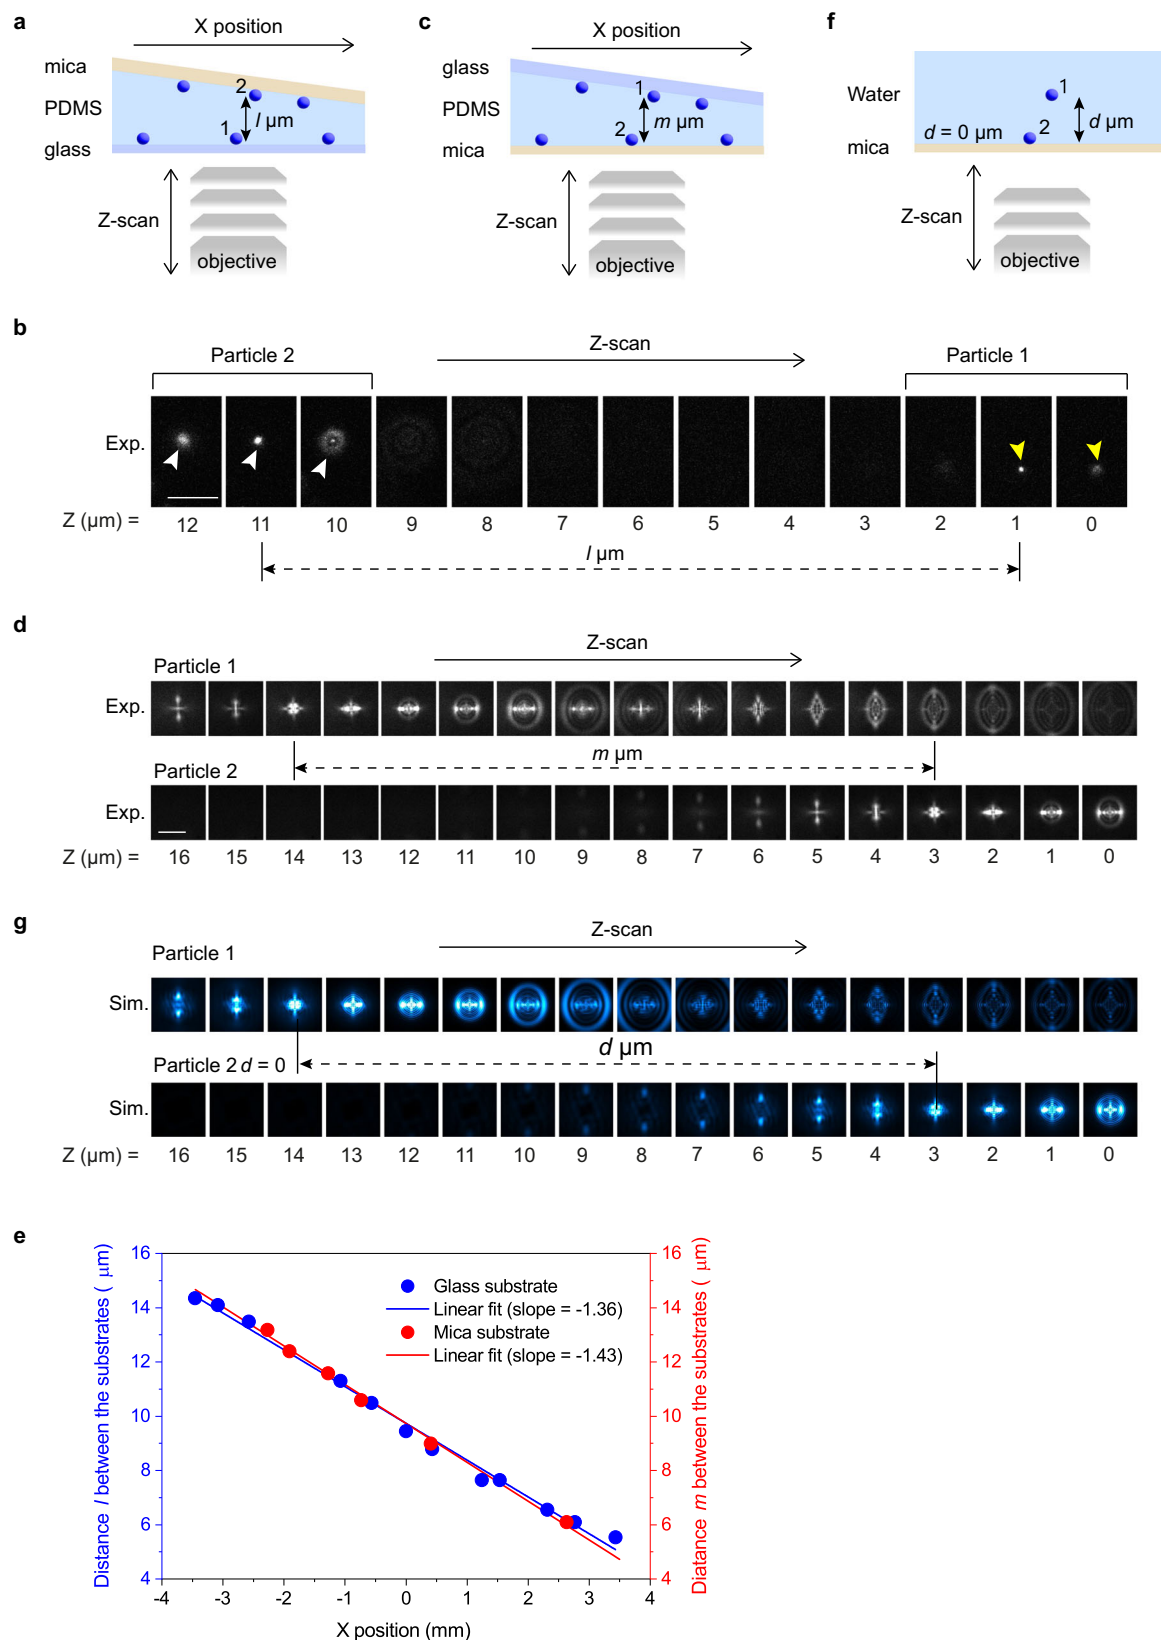 a
X position
mica
PDMS
glass
2
1
l μm
Z-scan
objective
c
X position
glass
PDMS
mica
1
2
m μm
Z-scan
objective
f
Water
mica
1
2
d = 0 μm
d μm
Z-scan
objective
b
Particle 2
Z-scan
Particle 1
Exp.
Z (μm) = 12 11 10 9 8 7 6 5 4 3 2 1 0
l μm
d
Z-scan
Particle 1
Exp.
m μm
Particle 2
Exp.
Z (μm) = 16 15 14 13 12 11 10 9 8 7 6 5 4 3 2 1 0
g
Z-scan
Particle 1
Sim.
d μm
Particle 2 d = 0
Sim.
Z (μm) = 16 15 14 13 12 11 10 9 8 7 6 5 4 3 2 1 0
e
Distance l between the substrates ( μm)
16
14
12
10
8
6
4
Glass substrate
Linear fit (slope = -1.36)
Mica substrate
Linear fit (slope = -1.43)
16
14
12
10
8
6
4
Diatance m between the substrates ( μm)
-4 -3 -2 -1 0 1 2 3 4
X position (mm)